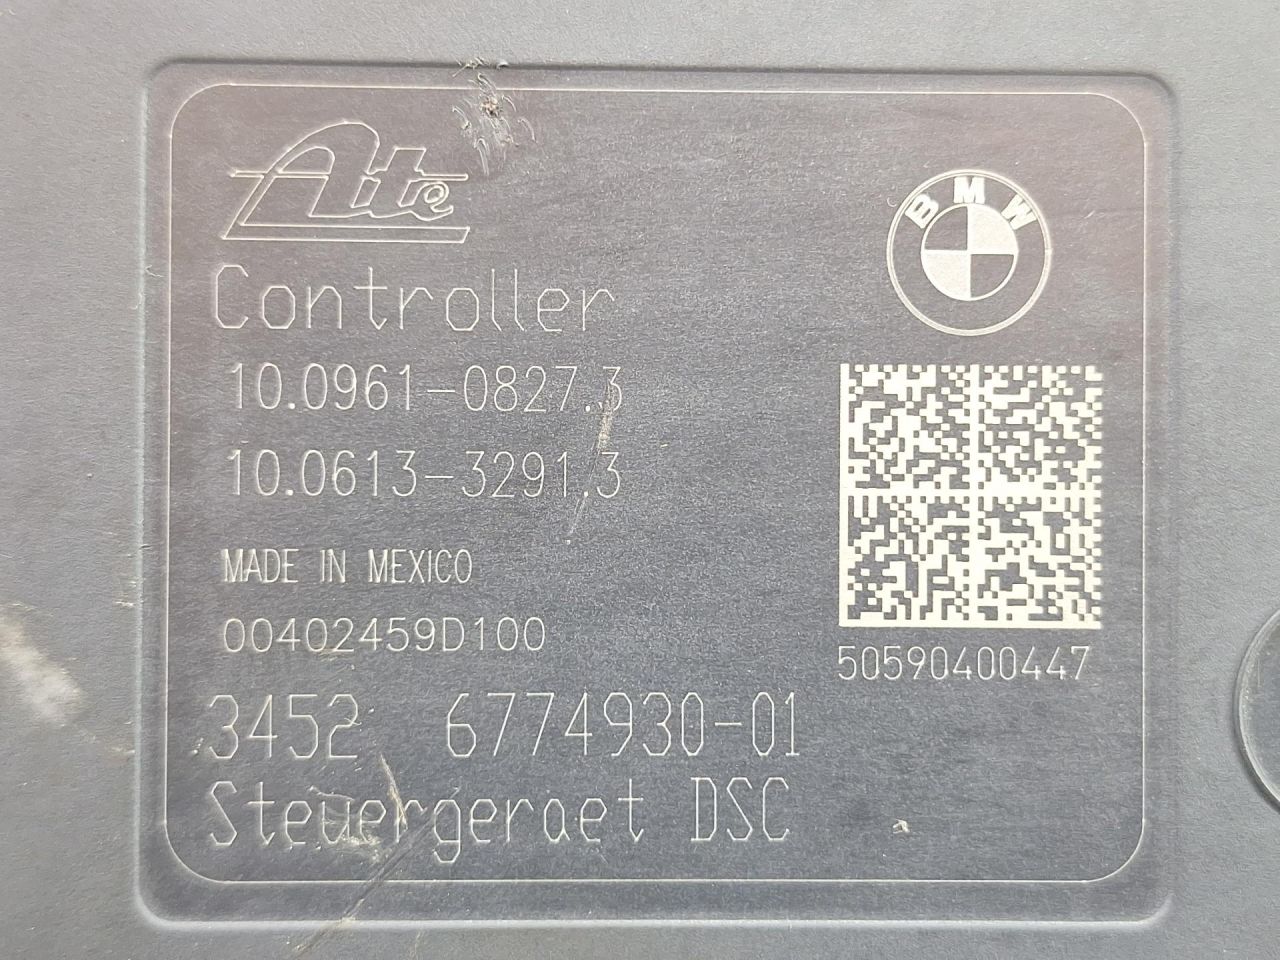 Ate
BMW
Controller
10.0961-0827.3
10.0613-3291.3
MADE IN MEXICO
00402459D100
50590400447
3452 6774930-01
Steuergeraet DSC